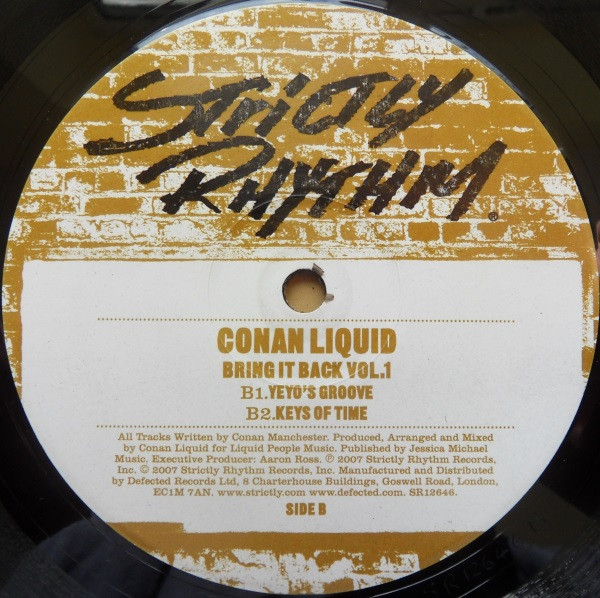 STRICTLY
RHYTHM®
CONAN LIQUID
BRING IT BACK VOL.1
B1.YEYO'S GROOVE
B2.KEYS OF TIME
All Tracks Written by Conan Manchester. Produced, Arranged and Mixed
by Conan Liquid for Liquid People Music. Published by Jessica Michael
Music. Executive Producer: Aaron Ross. ℗ 2007 Strictly Rhythm Records,
Inc. © 2007 Strictly Rhythm Records, Inc. Manufactured and Distributed
by Defected Records Ltd, 8 Charterhouse Buildings, Goswell Road, London,
EC1M 7AN. www.strictly.com www.defected.com. SR12646.
SIDE B